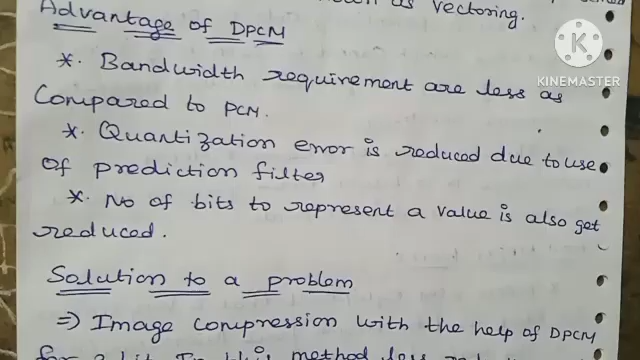 as vectoring.
Advantage of DPCM
*. Bandwidth requirement are less as
Compared to PCM.
*. Quantization error is reduced due to use
of prediction filter
*. No of bits to represent a value is also get
reduced.
Solution to a problem
=> Image compression with the help of DPCM
KINEMASTER